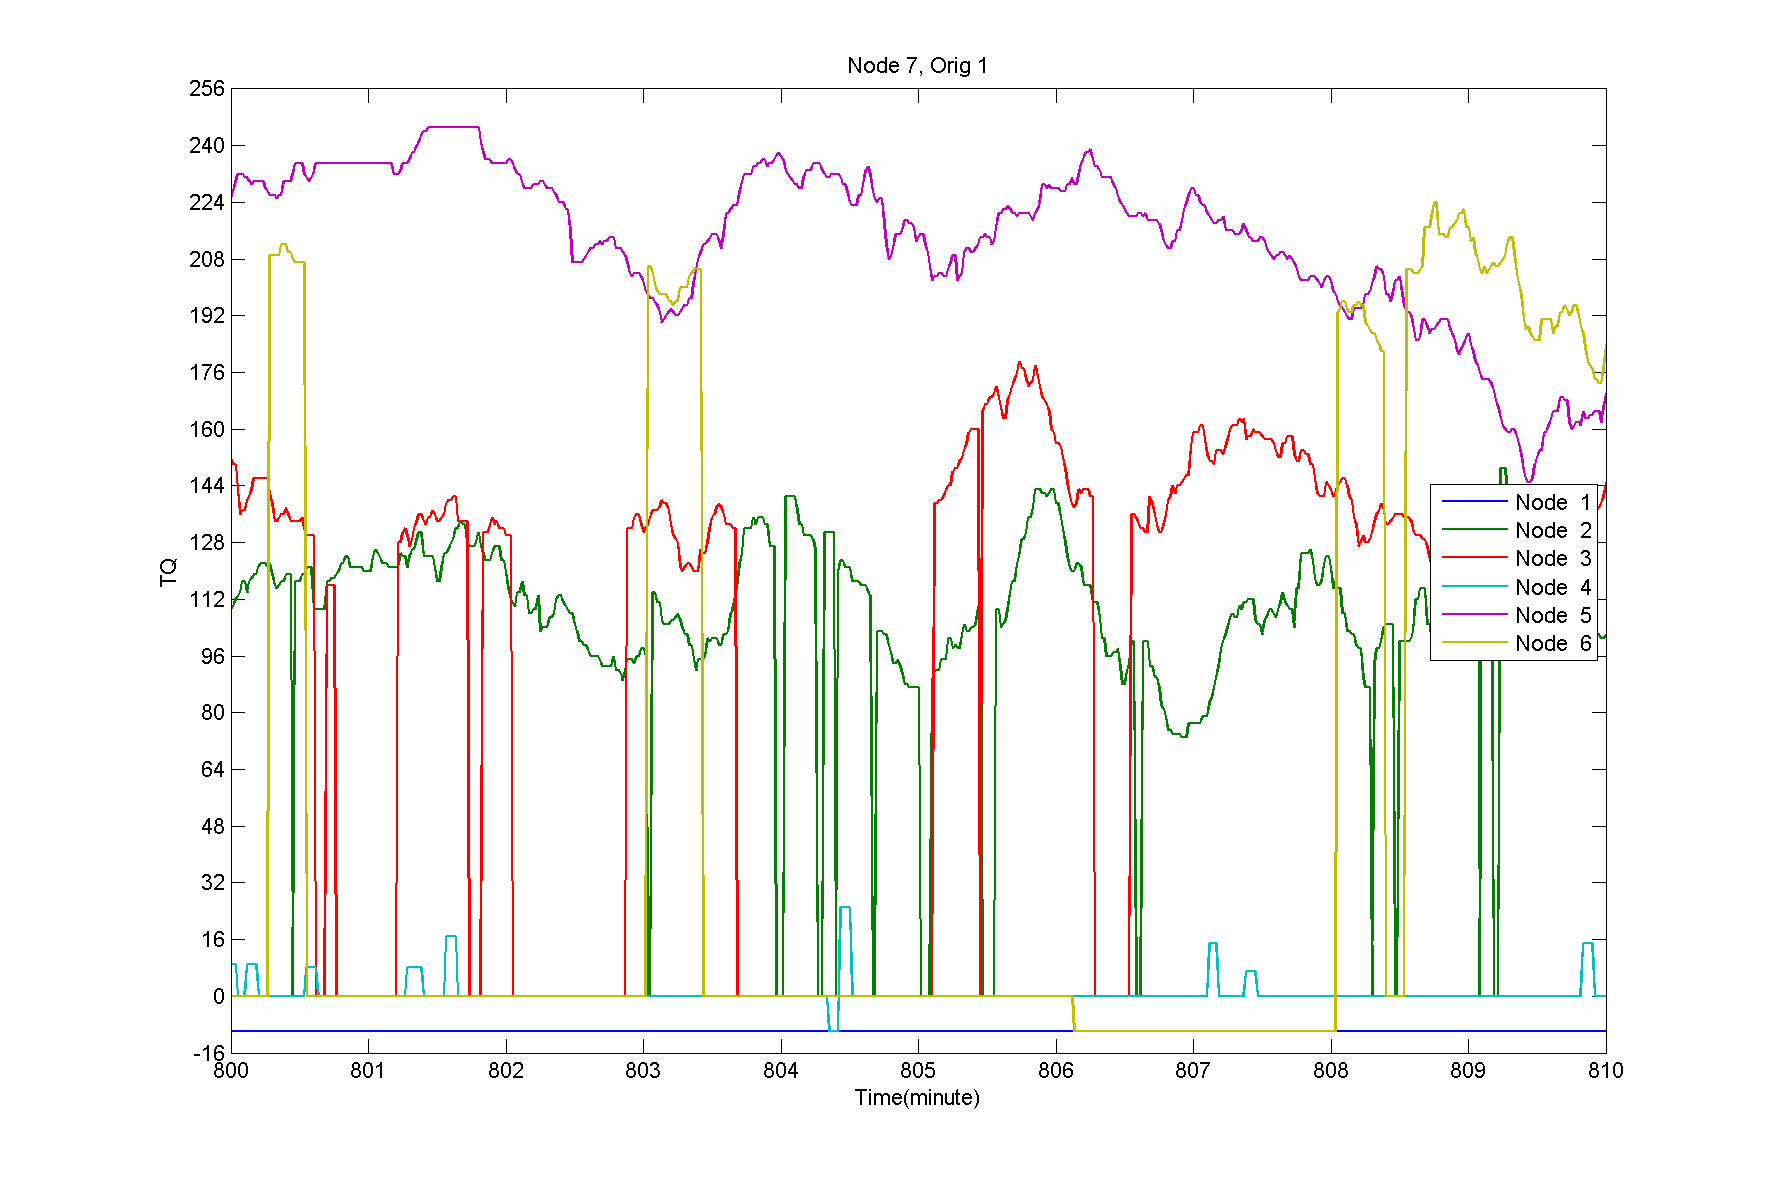 Node 7, Orig 1
256
240
224
208
192
176
160
144
128
112
96
80
64
48
32
16
0
-16
TQ
Node 1
Node 2
Node 3
Node 4
Node 5
Node 6
800 801 802 803 804 805 806 807 808 809 810
Time(minute)